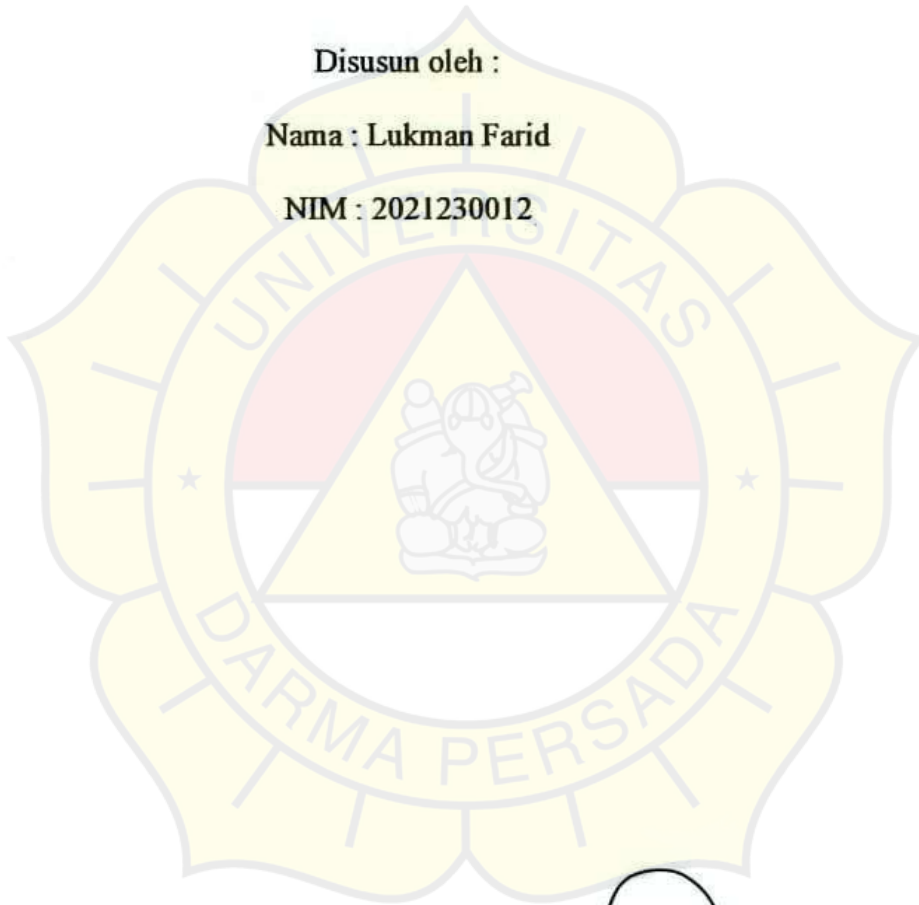 Disusun oleh :
Nama : Lukman Farid
NIM : 2021230012
UNIVERSITAS
DARMA PERSADA